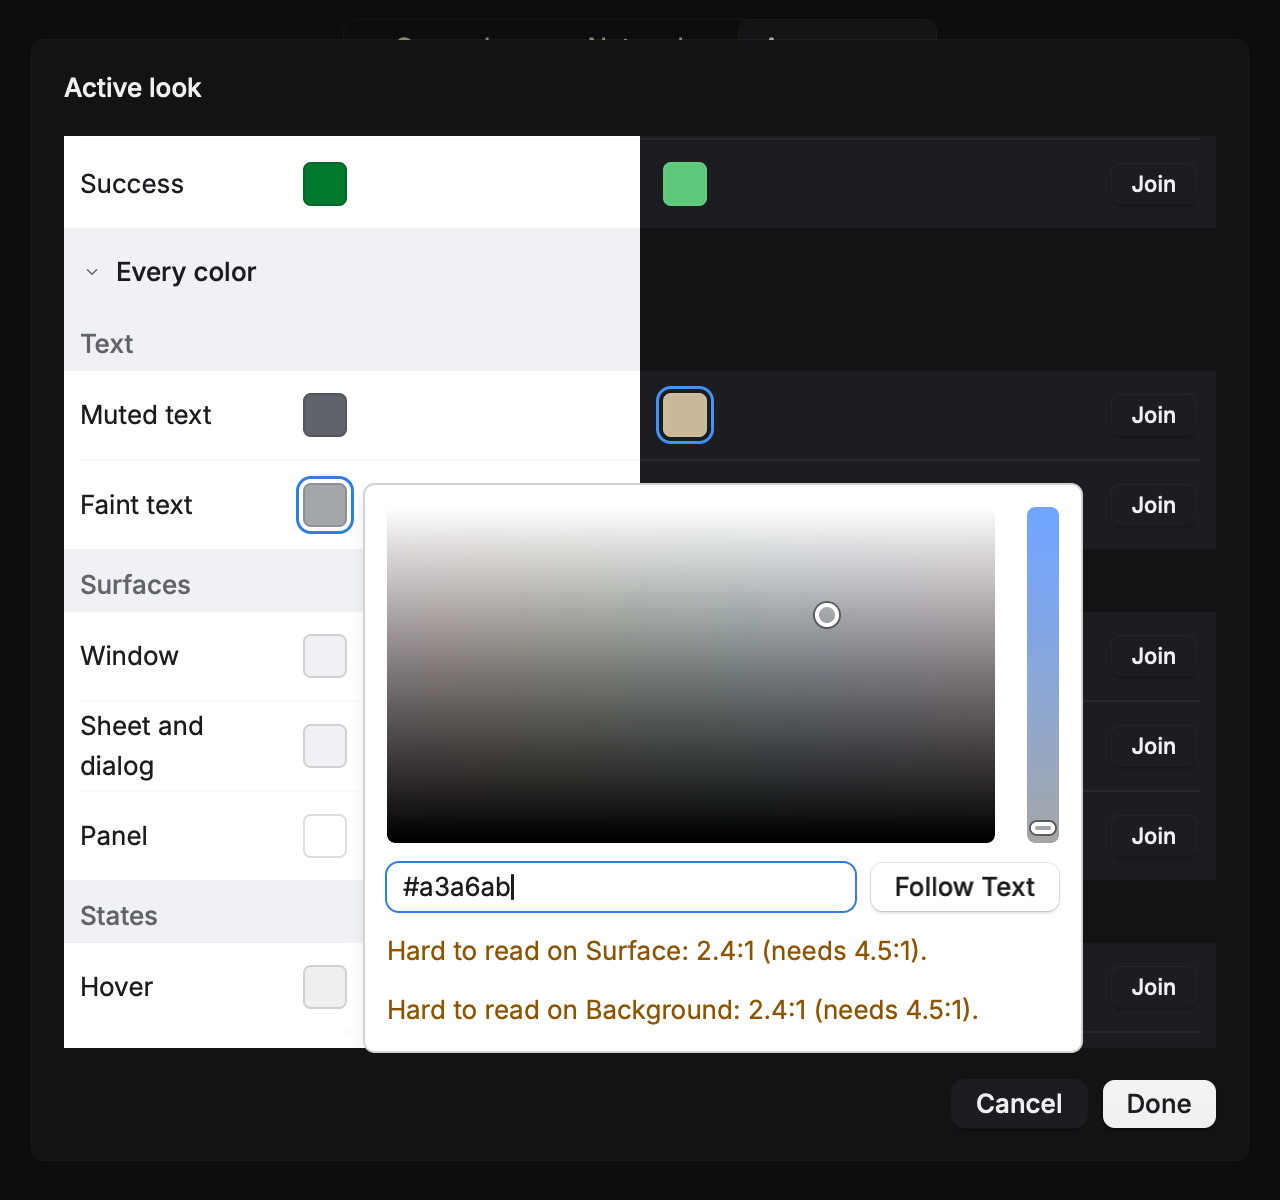 Active look
Success
Join
Every color
Text
Muted text
Join
Faint text
Join
Surfaces
Window
Join
Sheet and
dialog
Join
Panel
Join
#a3a6ab
Follow Text
States
Hard to read on Surface: 2.4:1 (needs 4.5:1).
Hover
Join
Hard to read on Background: 2.4:1 (needs 4.5:1).
Cancel
Done